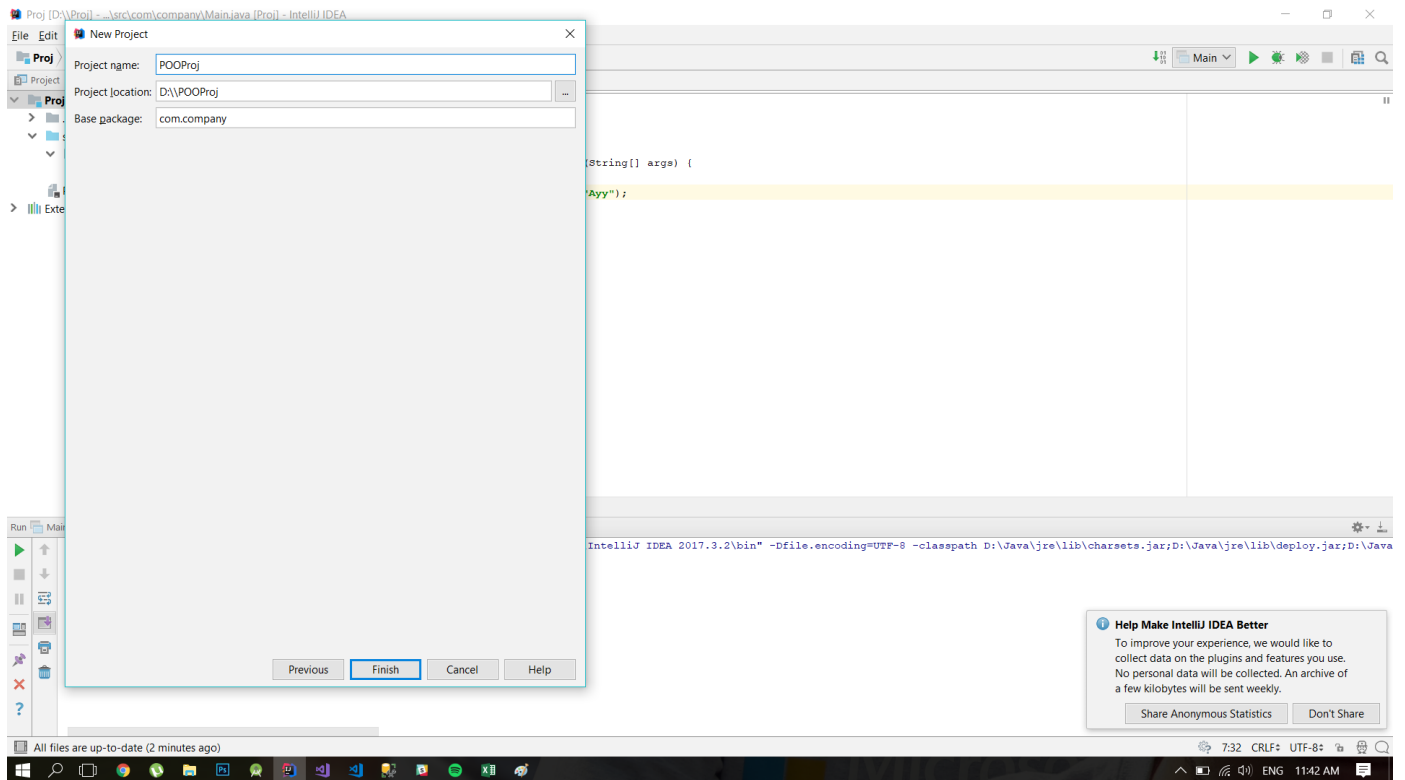 Proj [D:\\Proj] - ...\src\com\company\Main.java [Proj] - IntelliJ IDEA
File Edit
New Project
Proj
Main
Project
Project name: POOProj
Project location: D:\\POOProj
...
Base package: com.company
Proj
(String[] args) {
"Ayy");
Exte
Previous Finish Cancel Help
Run Main
IntelliJ IDEA 2017.3.2\bin" -Dfile.encoding=UTF-8 -classpath D:\Java\jre\lib\charsets.jar;D:\Java\jre\lib\deploy.jar;D:\Java
Help Make IntelliJ IDEA Better
To improve your experience, we would like to
collect data on the plugins and features you use.
No personal data will be collected. An archive of
a few kilobytes will be sent weekly.
Share Anonymous Statistics Don't Share
All files are up-to-date (2 minutes ago)
7:32 CRLF UTF-8
ENG 11:42 AM